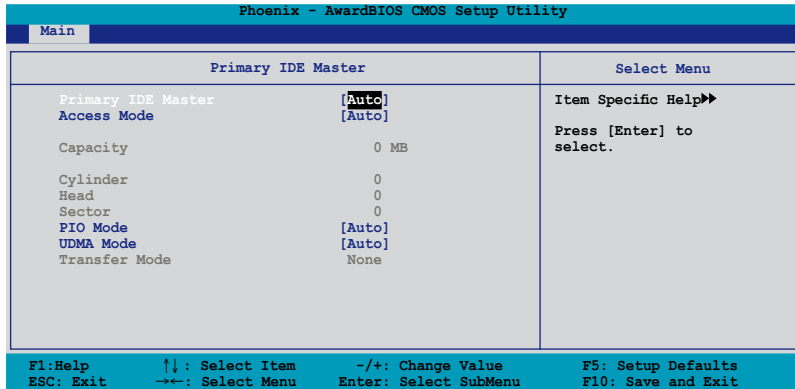 Phoenix - AwardBIOS CMOS Setup Utility
Main
Primary IDE Master
Select Menu
Primary IDE Master [Auto]
Access Mode [Auto]
Capacity 0 MB
Cylinder 0
Head 0
Sector 0
PIO Mode [Auto]
UDMA Mode [Auto]
Transfer Mode None
Item Specific Help▶▶
Press [Enter] to
select.
F1:Help ↑↓ : Select Item -/+: Change Value F5: Setup Defaults
ESC: Exit →←: Select Menu Enter: Select SubMenu F10: Save and Exit